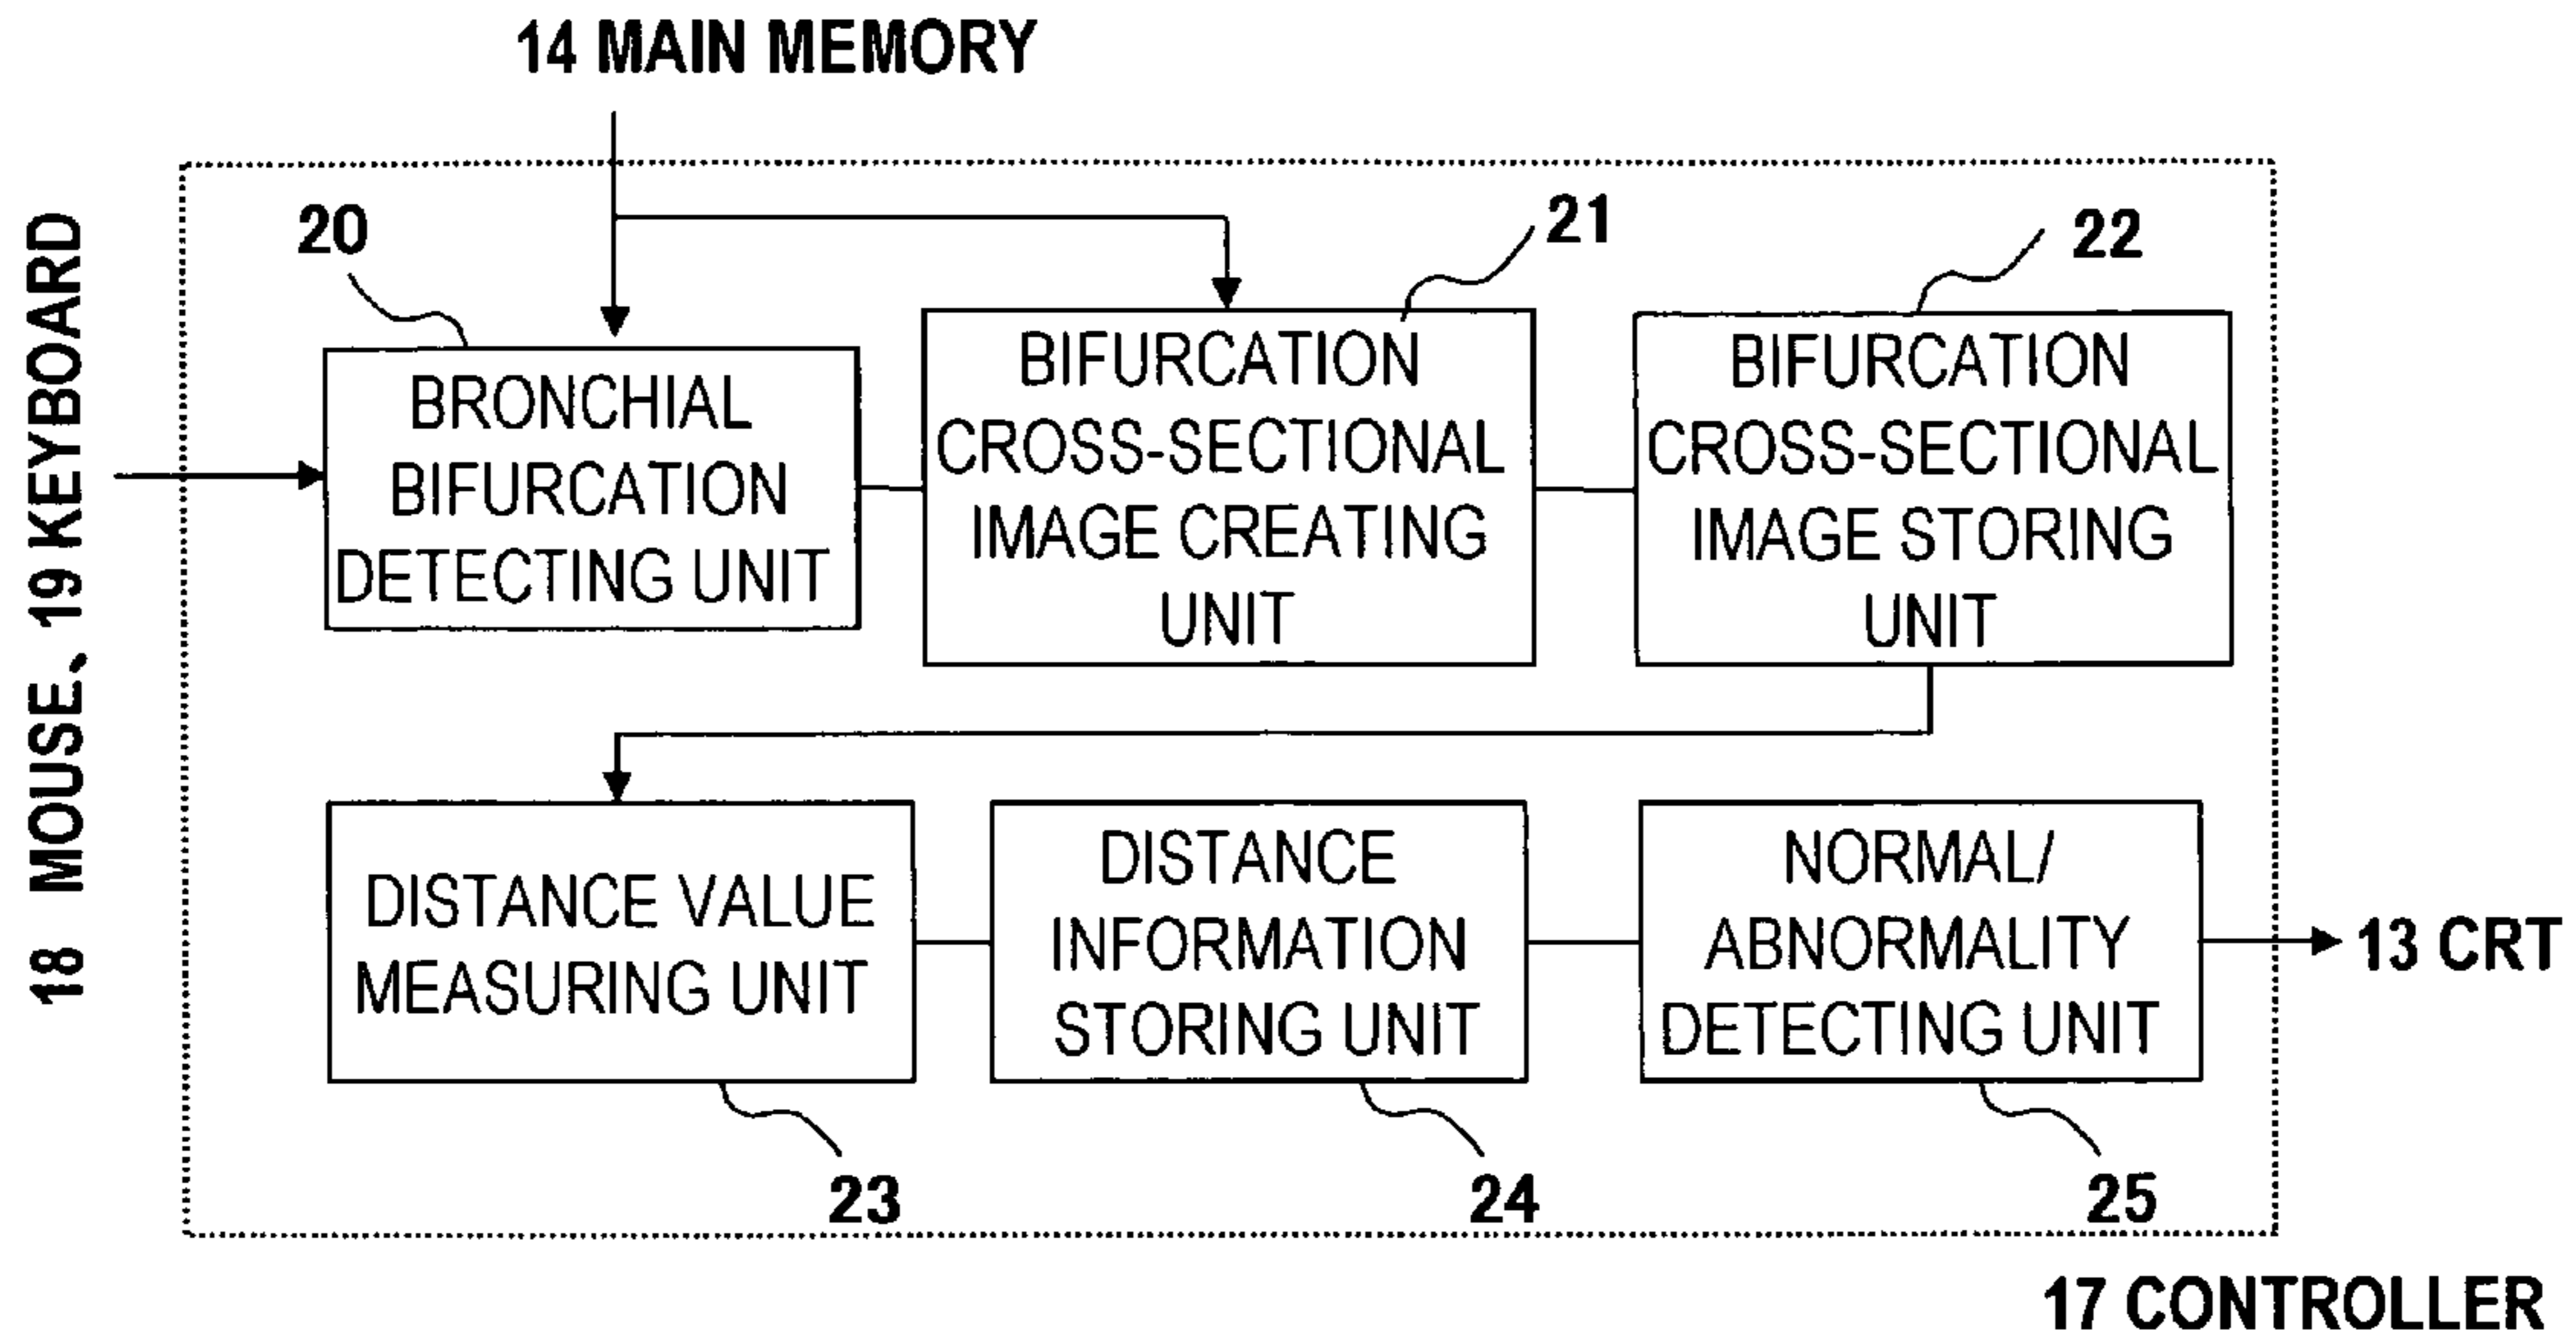 14 MAIN MEMORY
18 MOUSE、19 KEYBOARD
20
21
22
BRONCHIAL
BIFURCATION
DETECTING UNIT
BIFURCATION
CROSS-SECTIONAL
IMAGE CREATING
UNIT
BIFURCATION
CROSS-SECTIONAL
IMAGE STORING
UNIT
DISTANCE VALUE
MEASURING UNIT
DISTANCE
INFORMATION
STORING UNIT
NORMAL/
ABNORMALITY
DETECTING UNIT
13 CRT
23
24
25
17 CONTROLLER